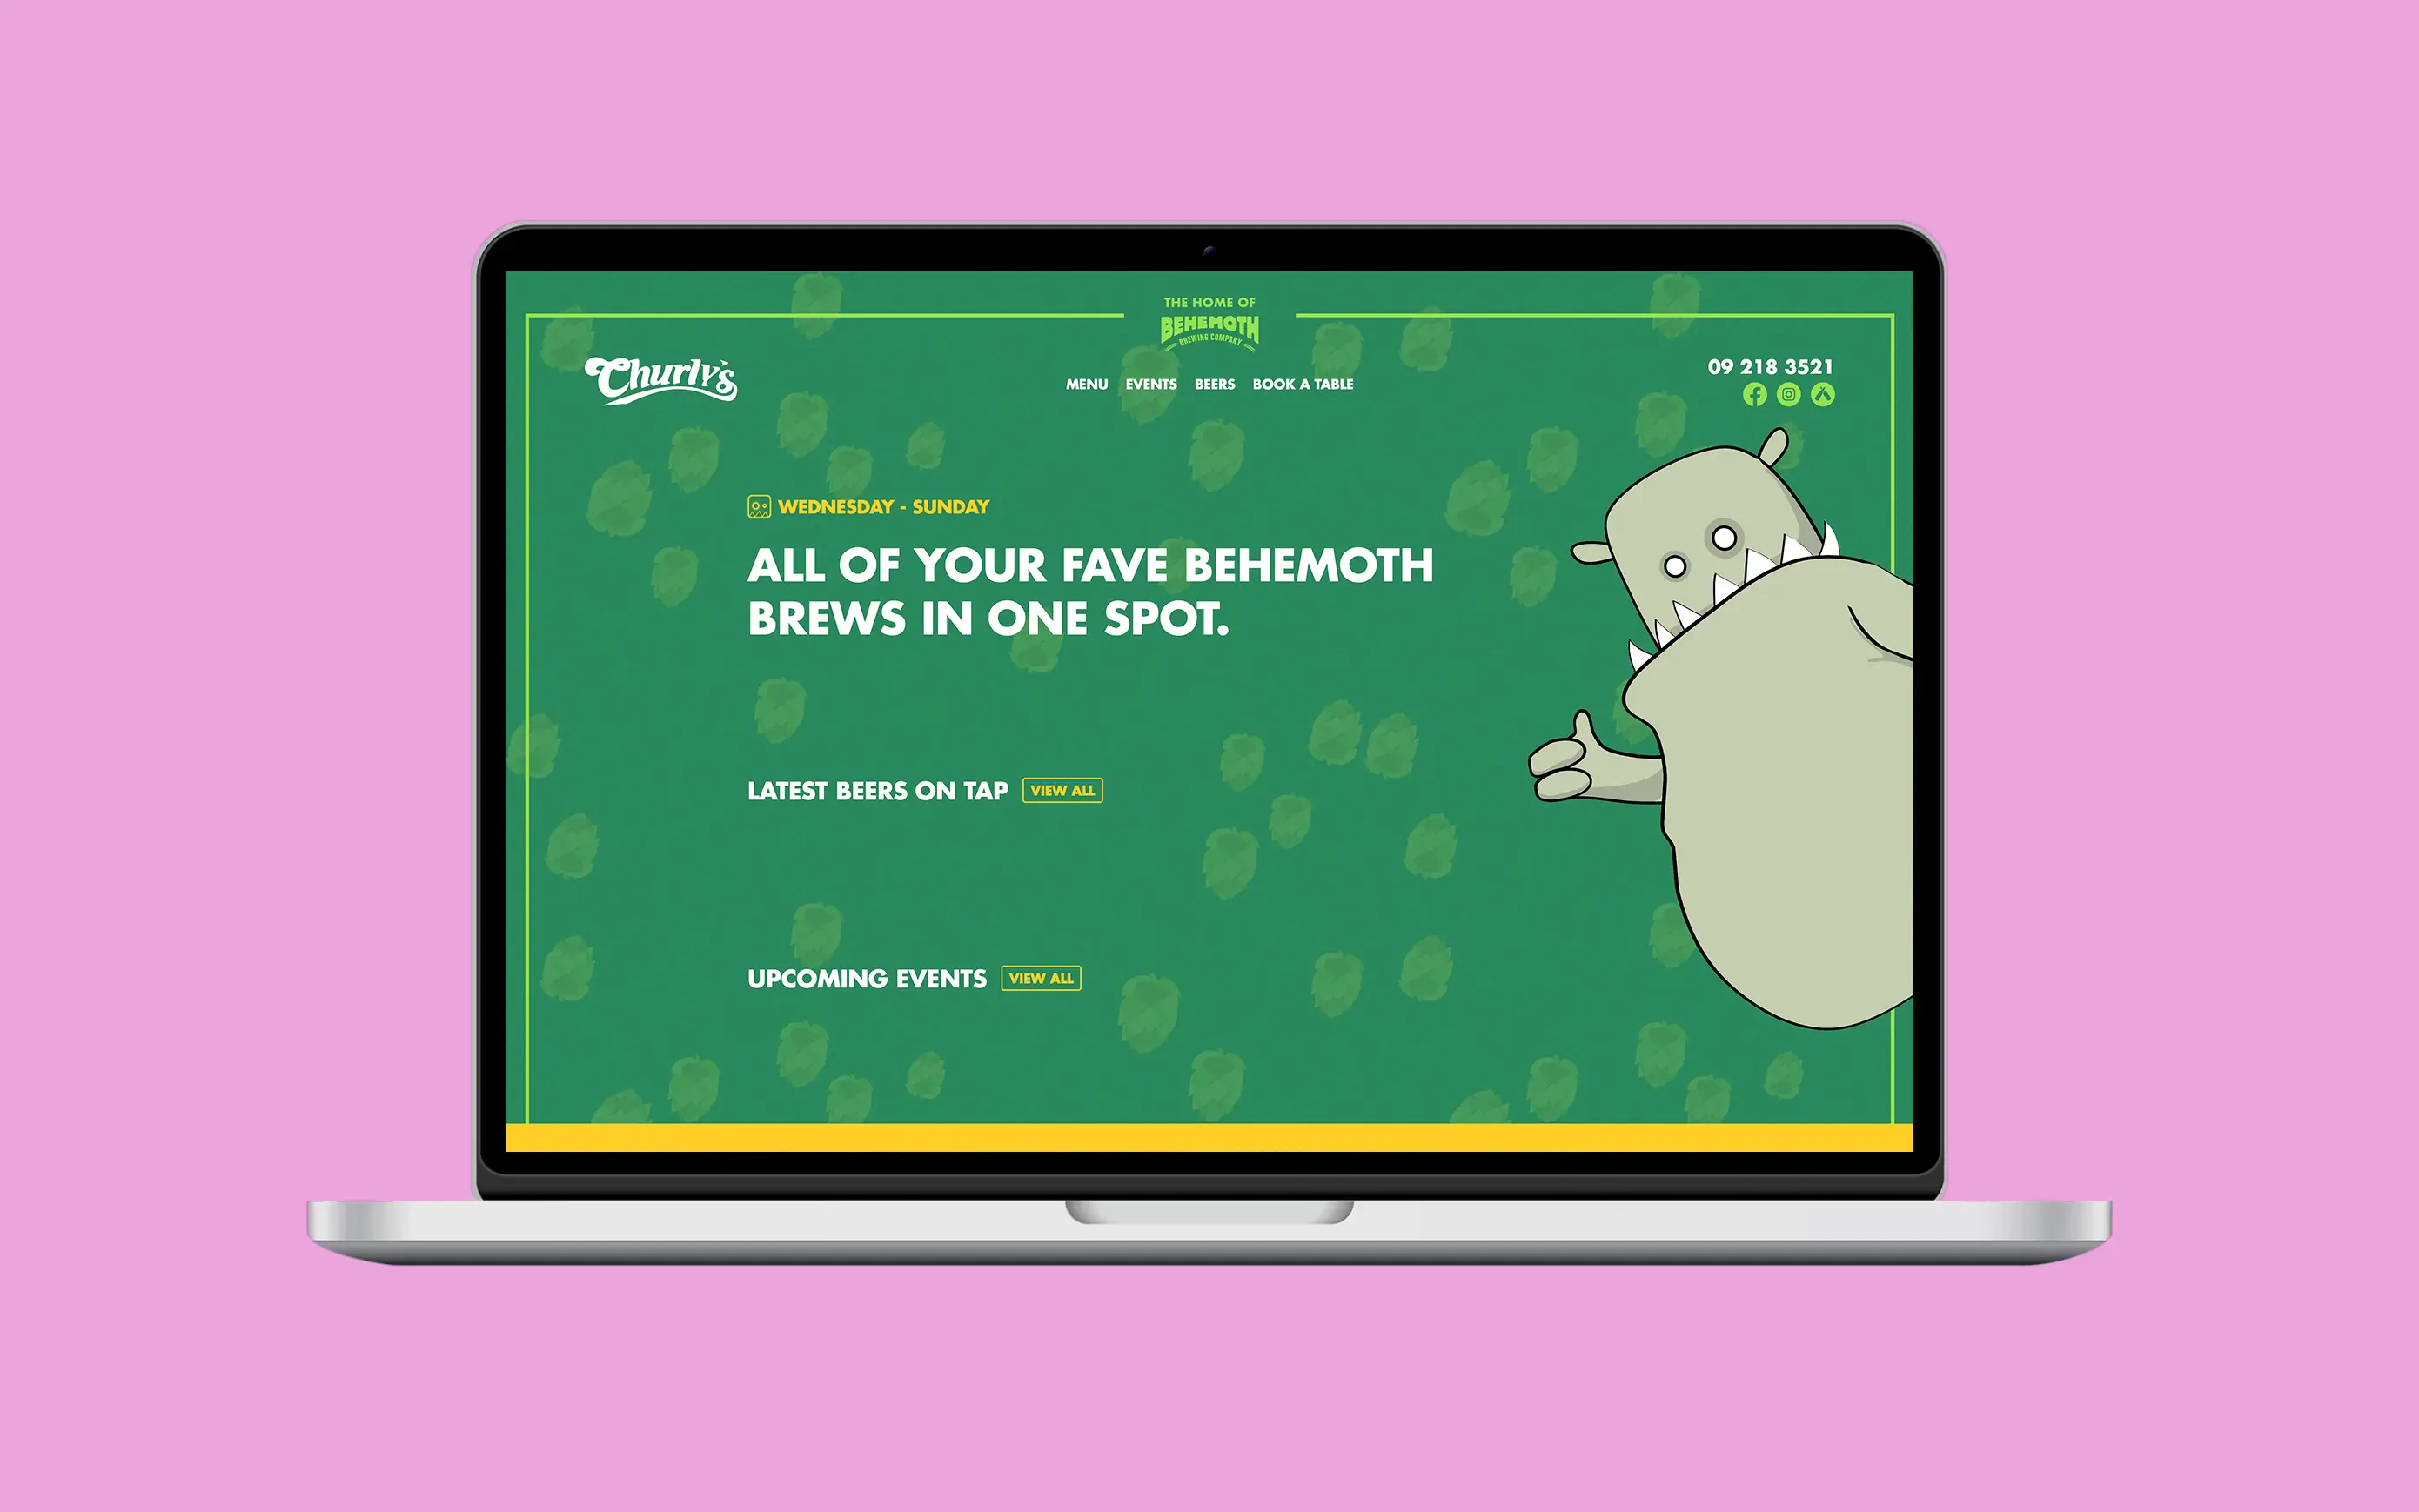 THE HOME OF
BEHEMOTH
BREWING COMPANY
Churly's
MENU EVENTS BEERS BOOK A TABLE
09 218 3521
WEDNESDAY - SUNDAY
ALL OF YOUR FAVE BEHEMOTH
BREWS IN ONE SPOT.
LATEST BEERS ON TAP VIEW ALL
UPCOMING EVENTS VIEW ALL